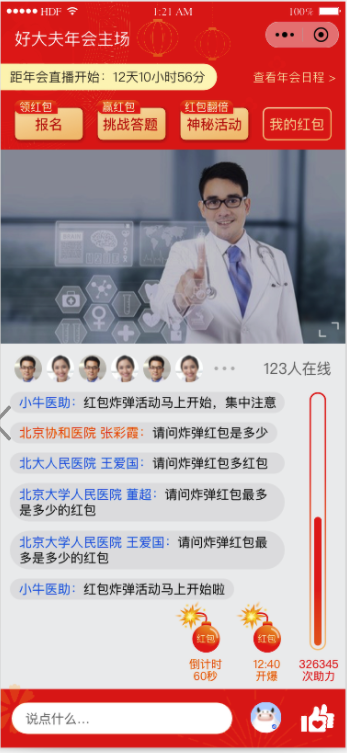 HDF 1:21 AM 100%
好大夫年会主场
距年会直播开始：12天10小时56分 查看年会日程 >
领红包 赢红包 红包翻倍
报名 挑战答题 神秘活动 我的红包
123人在线
小牛医助：红包炸弹活动马上开始，集中注意
北京协和医院 张彩霞：请问炸弹红包是多少
北大人民医院 王爱国：请问炸弹红包多红包
北京大学人民医院 董超：请问炸弹红包最多
是多少的红包
北京大学人民医院 王爱国：请问炸弹红包最
多是多少的红包
小牛医助：红包炸弹活动马上开始啦
红包 红包
倒计时 12:40 326345
60秒 开爆 次助力
说点什么...